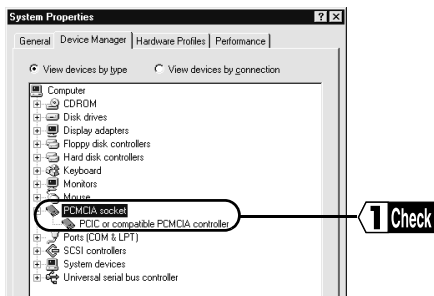 System Properties
General Device Manager Hardware Profiles Performance
View devices by type View devices by connection
Computer
CDROM
Disk drives
Display adapters
Floppy disk controllers
Hard disk controllers
Keyboard
Monitors
Mouse
PCMCIA socket
PCIC or compatible PCMCIA controller
1 Check
Ports (COM & LPT)
SCSI controllers
System devices
Universal serial bus controller